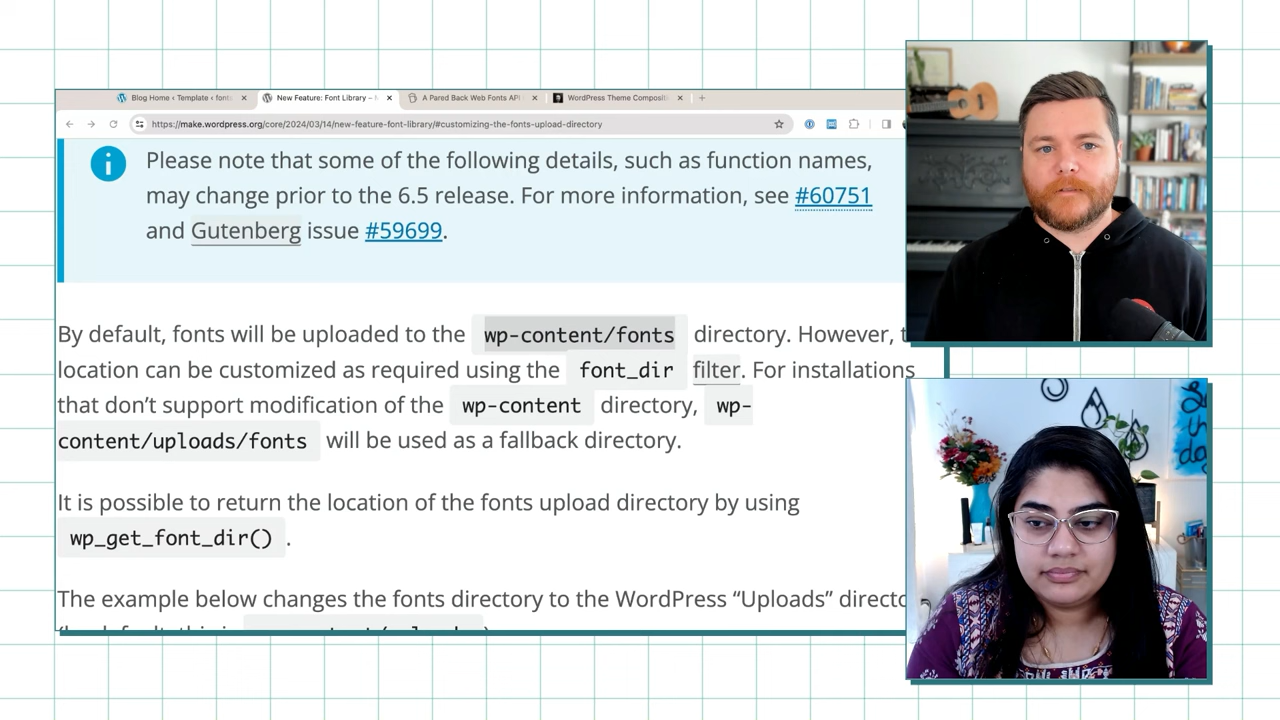 Blog Home ‹ Template ‹ font
New Feature: Font Library –
A Pared Back Web Fonts API
WordPress Theme Composit
https://make.wordpress.org/core/2024/03/14/new-feature-font-library/#customizing-the-fonts-upload-directory
Please note that some of the following details, such as function names,
may change prior to the 6.5 release. For more information, see #60751
and Gutenberg issue #59699.
By default, fonts will be uploaded to the wp-content/fonts directory. However, t
location can be customized as required using the font_dir filter. For installations
that don’t support modification of the wp-content directory, wp-
content/uploads/fonts will be used as a fallback directory.
It is possible to return the location of the fonts upload directory by using
wp_get_font_dir() .
The example below changes the fonts directory to the WordPress “Uploads” directo